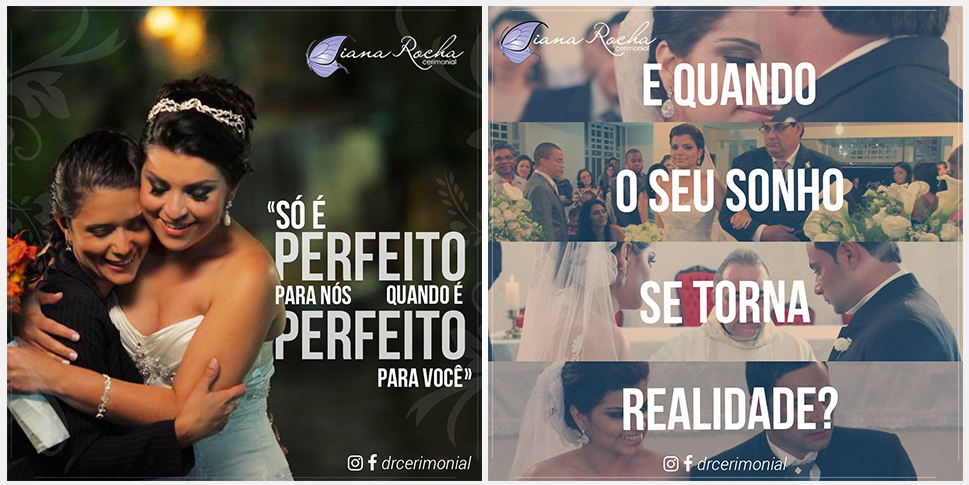 Diana Rocha
cerimonial
«SÓ É
PERFEITO
PARA NÓS QUANDO É
PERFEITO
PARA VOCÊ»
drcerimonial
Diana Rocha
cerimonial
E QUANDO
O SEU SONHO
SE TORNA
REALIDADE?
drcerimonial